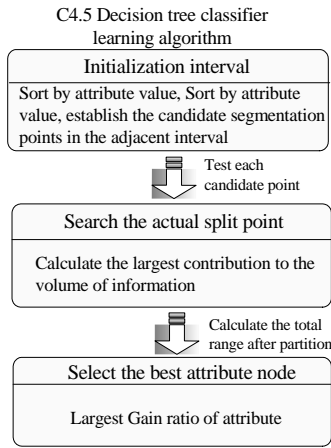 C4.5 Decision tree classifier
learning algorithm
Initialization interval
Sort by attribute value, Sort by attribute
value, establish the candidate segmentation
points in the adjacent interval
Test each
candidate point
Search the actual split point
Calculate the largest contribution to the
volume of information
Calculate the total
range after partition
Select the best attribute node
Largest Gain ratio of attribute